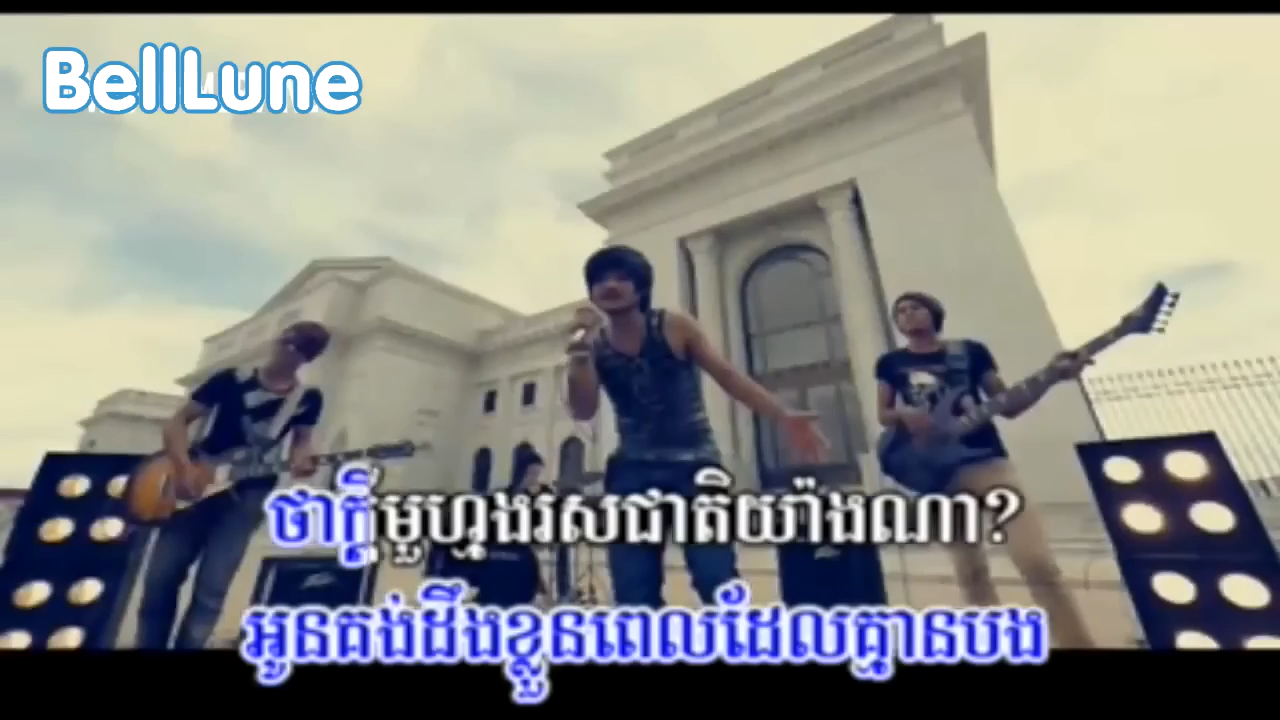 BellLune
ថាក្ដីមួហ្មងរសជាតិយ៉ាងណា?
អូនគង់ដឹងខ្លួនពេលដែលគ្មានបង